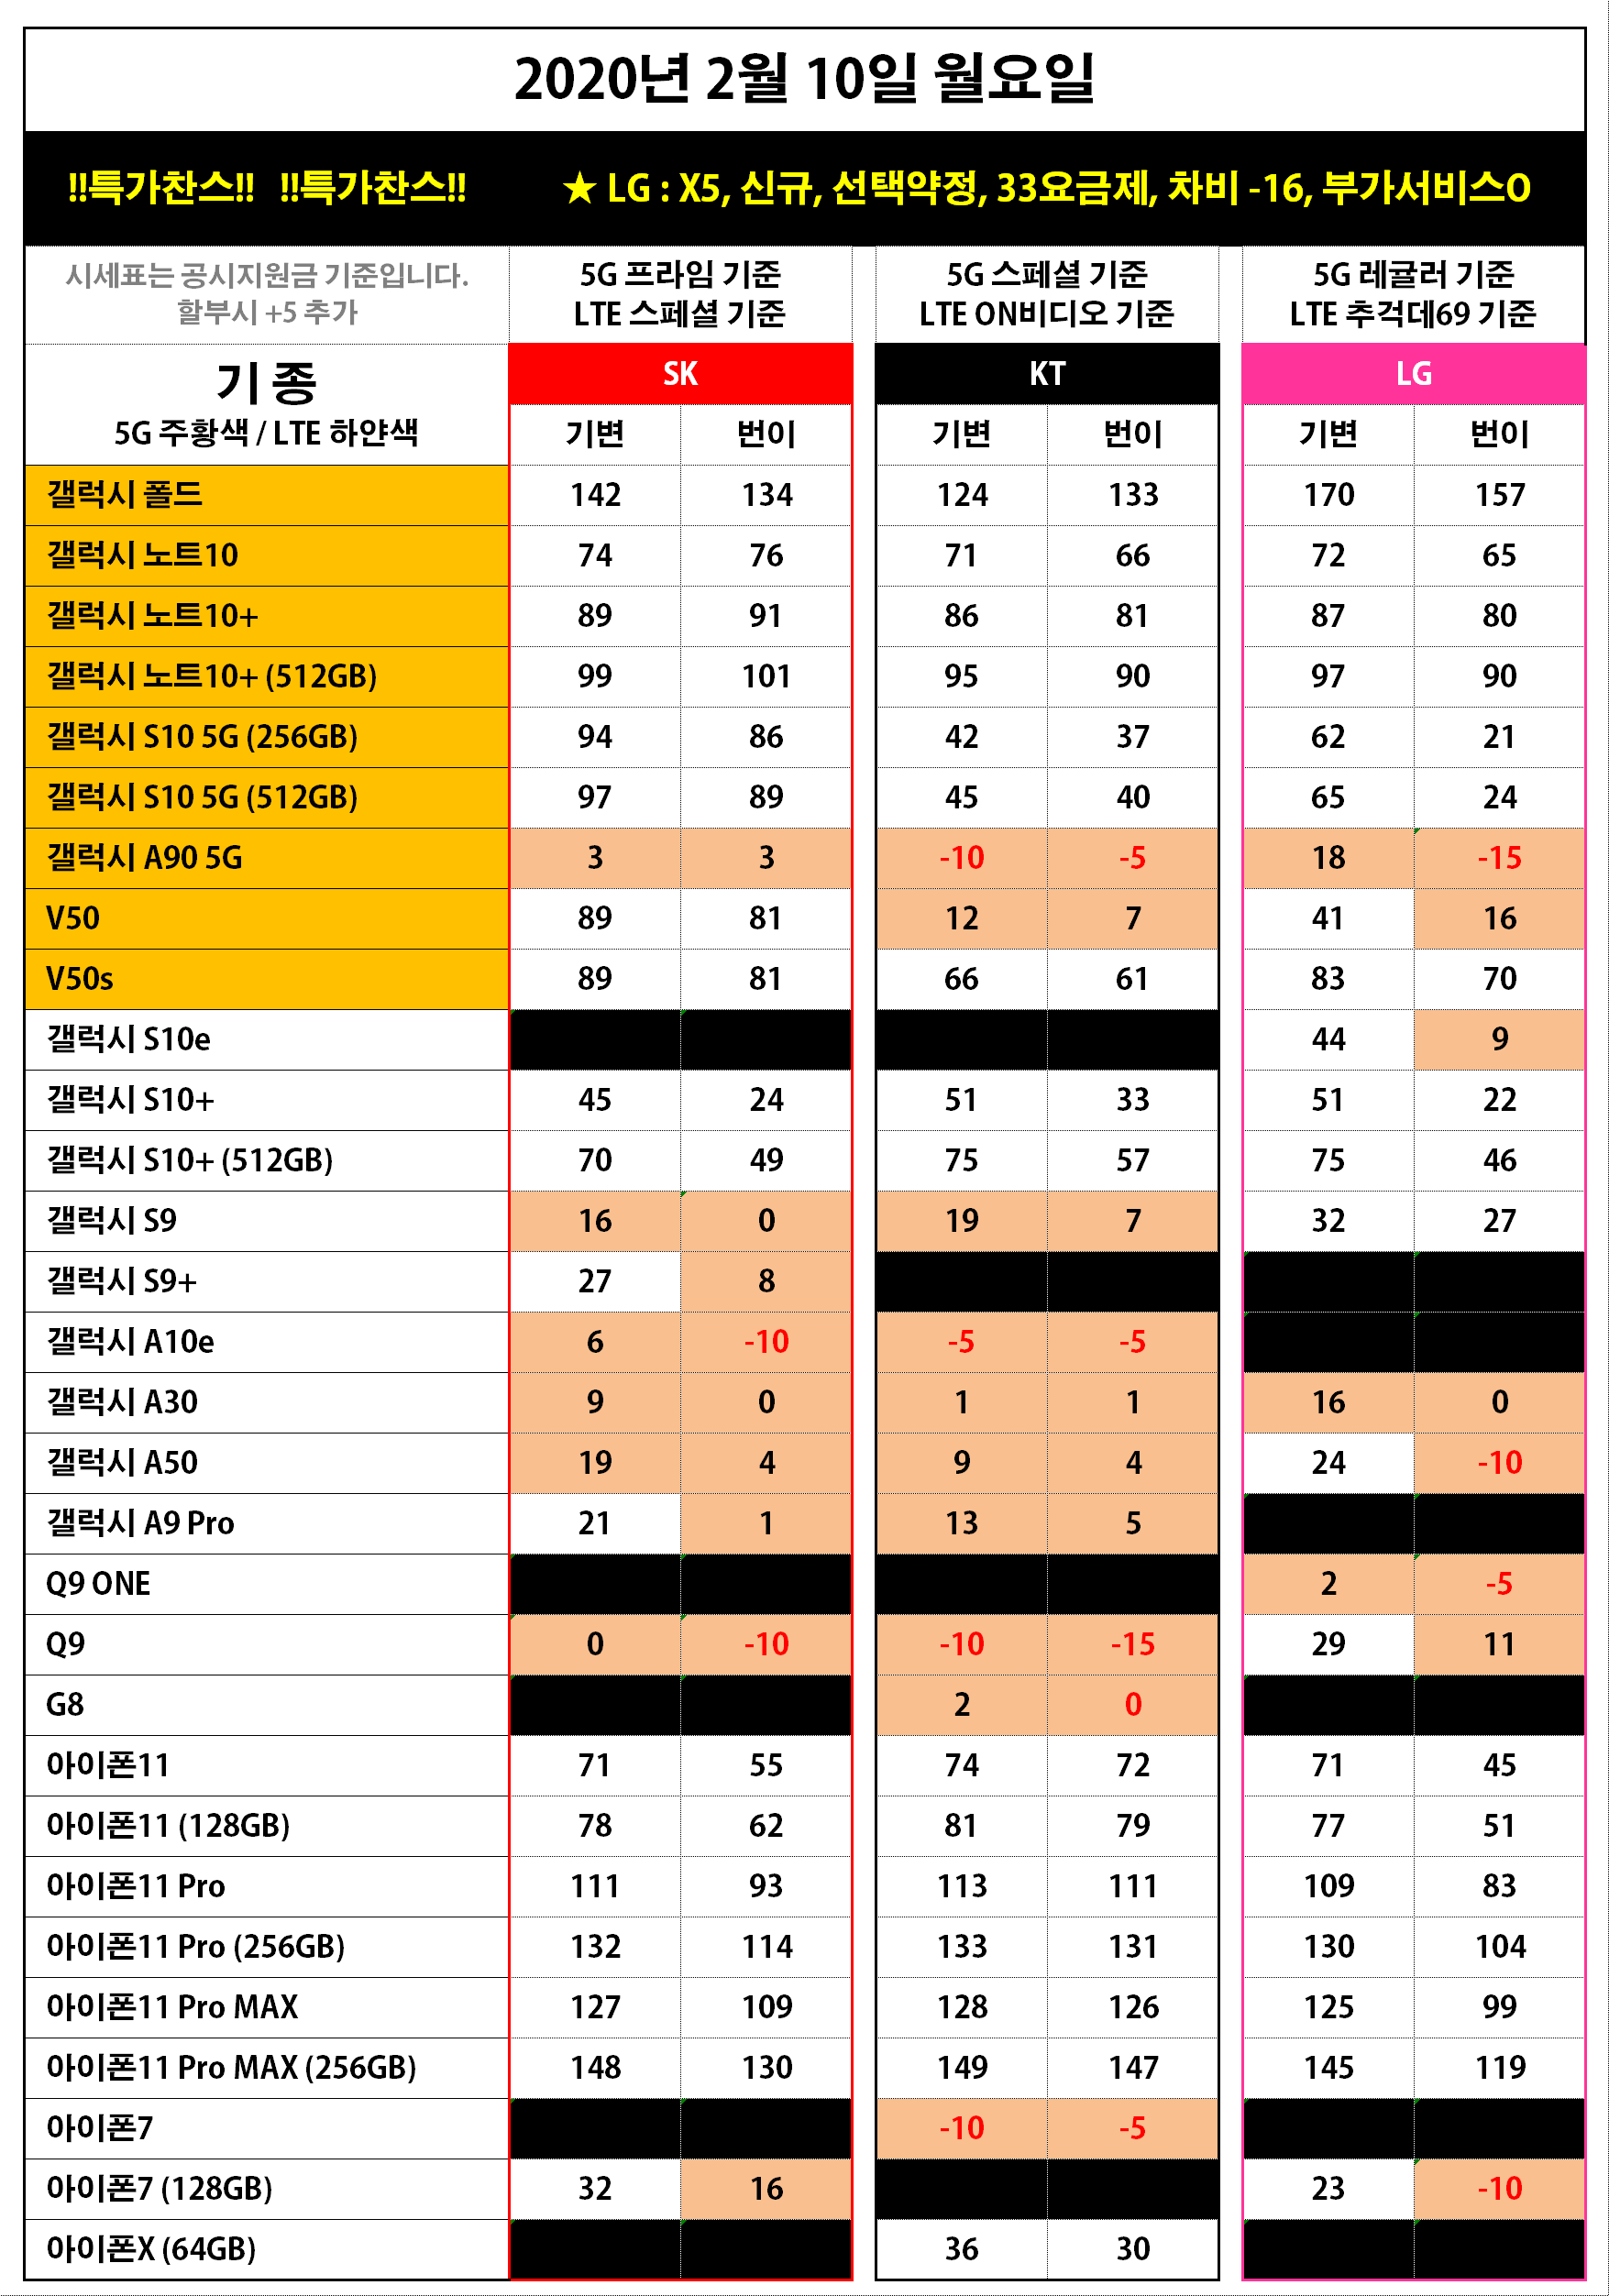 2020년 2월 10일 월요일
!!특가찬스!! !!특가찬스!! ★ LG : X5, 신규, 선택약정, 33요금제, 차비 -16, 부가서비스O
시세표는 공시지원금 기준입니다.
할부시 +5 추가
5G 프라임 기준
LTE 스페셜 기준
5G 스페셜 기준
LTE ON비디오 기준
5G 레귤러 기준
LTE 추걱데69 기준
기 종
5G 주황색 / LTE 하얀색
SK KT LG
기변 번이 기변 번이 기변 번이
갤럭시 폴드 142 134 124 133 170 157
갤럭시 노트10 74 76 71 66 72 65
갤럭시 노트10+ 89 91 86 81 87 80
갤럭시 노트10+ (512GB) 99 101 95 90 97 90
갤럭시 S10 5G (256GB) 94 86 42 37 62 21
갤럭시 S10 5G (512GB) 97 89 45 40 65 24
갤럭시 A90 5G 3 3 -10 -5 18 -15
V50 89 81 12 7 41 16
V50s 89 81 66 61 83 70
갤럭시 S10e 44 9
갤럭시 S10+ 45 24 51 33 51 22
갤럭시 S10+ (512GB) 70 49 75 57 75 46
갤럭시 S9 16 0 19 7 32 27
갤럭시 S9+ 27 8
갤럭시 A10e 6 -10 -5 -5
갤럭시 A30 9 0 1 1 16 0
갤럭시 A50 19 4 9 4 24 -10
갤럭시 A9 Pro 21 1 13 5
Q9 ONE 2 -5
Q9 0 -10 -10 -15 29 11
G8 2 0
아이폰11 71 55 74 72 71 45
아이폰11 (128GB) 78 62 81 79 77 51
아이폰11 Pro 111 93 113 111 109 83
아이폰11 Pro (256GB) 132 114 133 131 130 104
아이폰11 Pro MAX 127 109 128 126 125 99
아이폰11 Pro MAX (256GB) 148 130 149 147 145 119
아이폰7 -10 -5
아이폰7 (128GB) 32 16 23 -10
아이폰X (64GB) 36 30